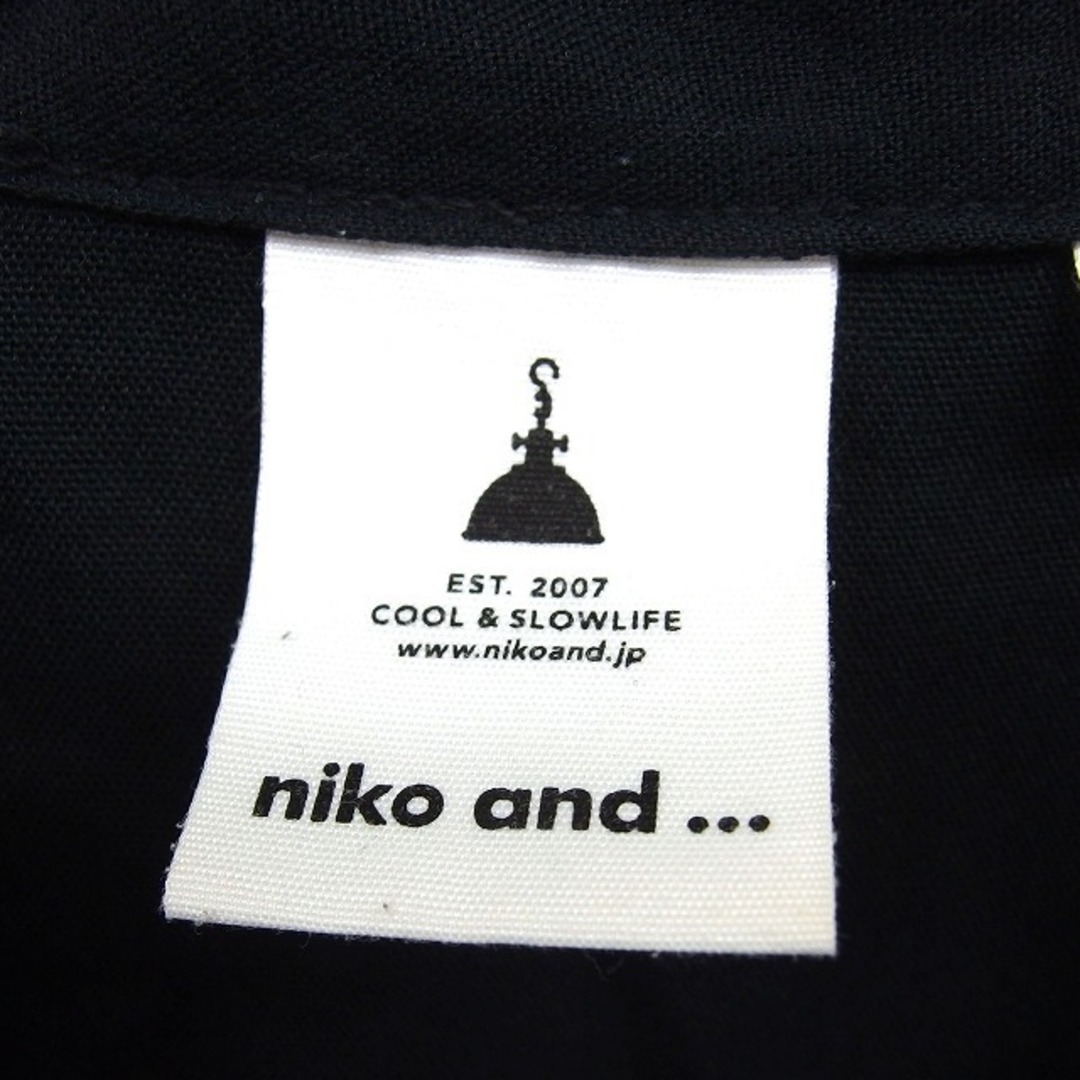 EST. 2007
COOL & SLOWLIFE
www.nikoand.jp
niko and ...